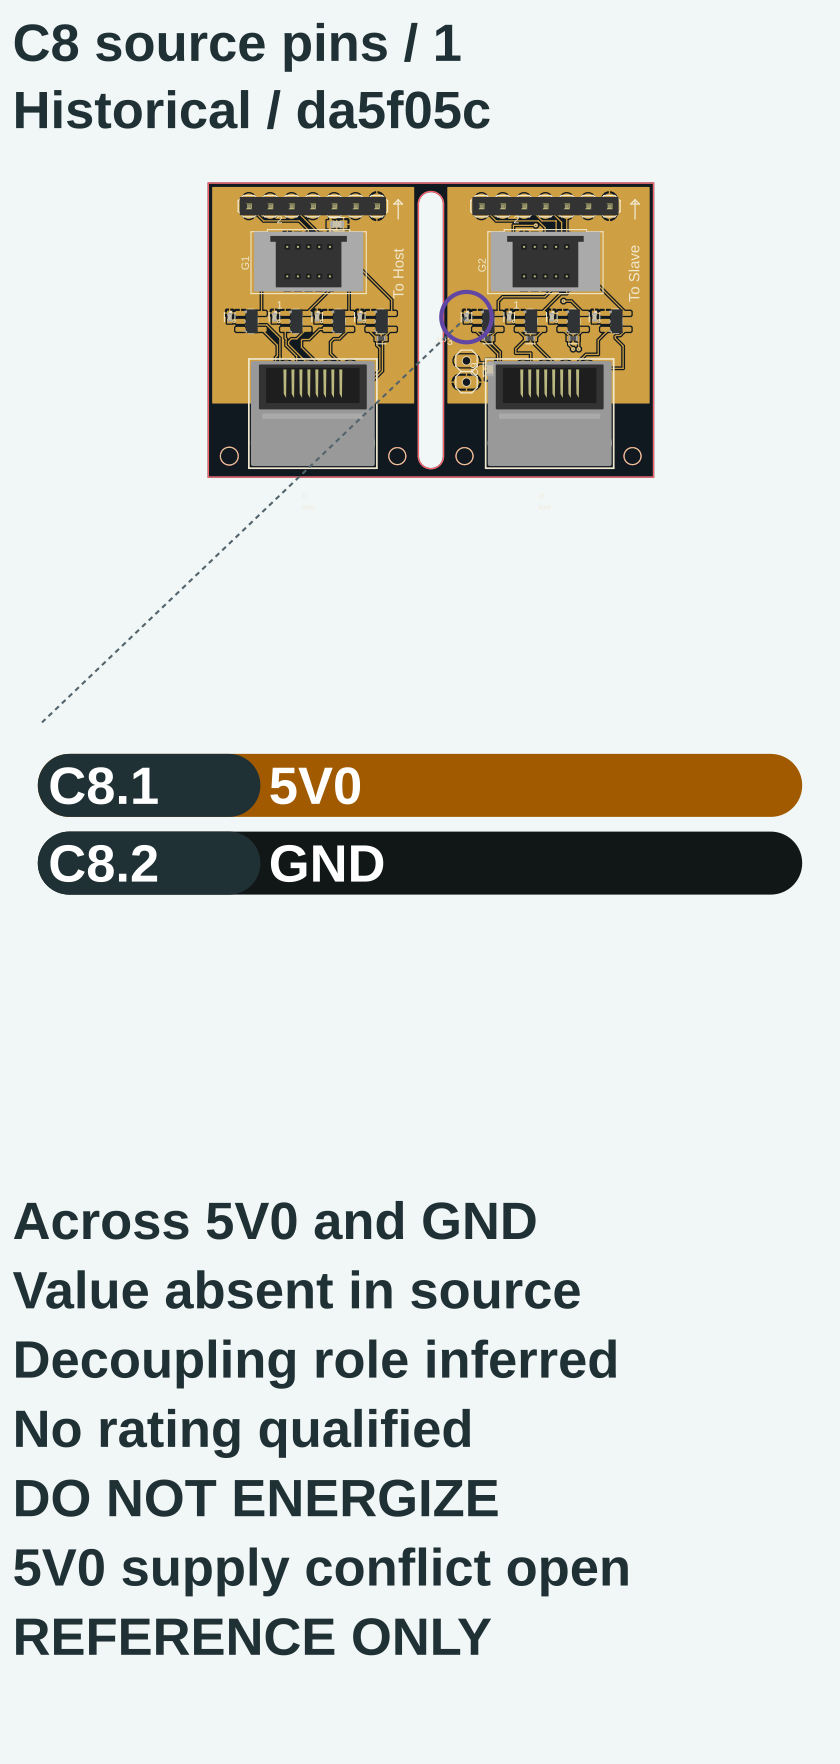 C8 source pins / 1
Historical / da5f05c
G1
To Host
G2
To Slave
1
1
C8.1 5V0
C8.2 GND
Across 5V0 and GND
Value absent in source
Decoupling role inferred
No rating qualified
DO NOT ENERGIZE
5V0 supply conflict open
REFERENCE ONLY